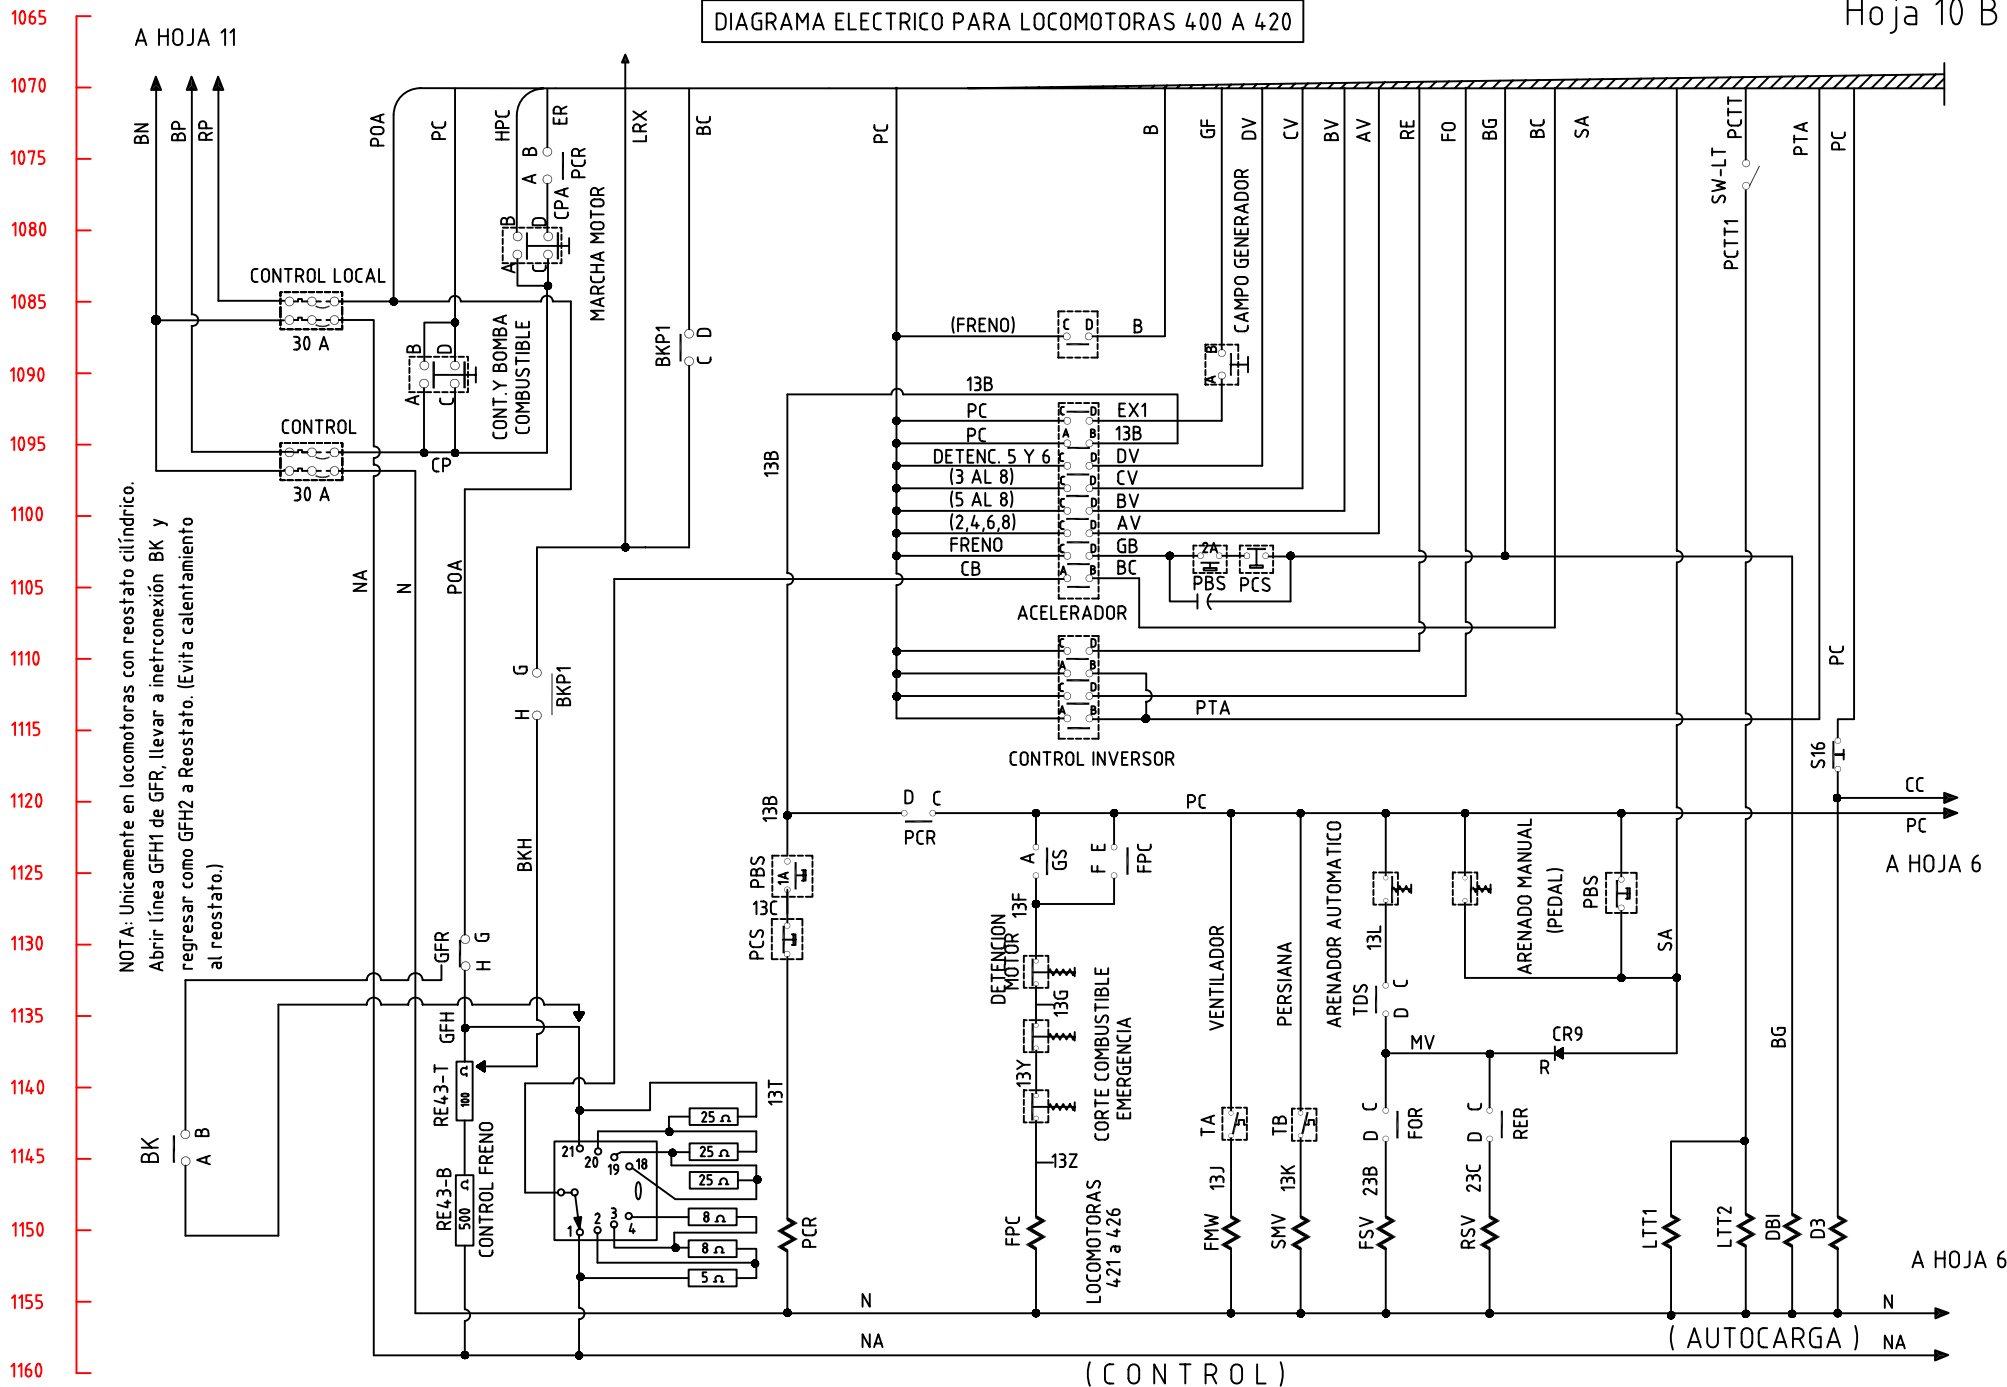 DIAGRAMA ELECTRICO PARA LOCOMOTORAS 400 A 420
Hoja 10 B
A HOJA 11
1065
1070
1075
1080
1085
1090
1095
1100
1105
1110
1115
1120
1125
1130
1135
1140
1145
1150
1155
1160
BN
BP
RP
POA
PC
HPC
ER
LRX
BC
PC
B
GF
DV
CV
BV
AV
RE
FO
BG
BC
SA
PCTT
PTA
PC
B
A
PCR
CPA
B
D
A
C
MARCHA MOTOR
SW-LT
PCTT1
CONTROL LOCAL
30 A
B
D
A
C
CONT.Y BOMBA
COMBUSTIBLE
CONTROL
30 A
CP
BKP1
D
C
CAMPO GENERADOR
B
A
(FRENO)
C D
B
13B
PC
C D
EX1
PC
A B
13B
DETENC. 5 Y 6
C D
DV
(3 AL 8)
C D
CV
(5 AL 8)
C D
BV
(2,4,6,8)
C D
AV
FRENO
C D
GB
CB
A B
BC
ACELERADOR
2A
PBS
PCS
13B
NA
N
POA
NOTA: Unicamente en locomotoras con reostato cilíndrico.
Abrir línea GFH1 de GFR, llevar a inetrconexión BK y
regresar como GFH2 a Reostato. (Evita calentamiento
al reostato.)
G
H
BKP1
C D
A B
C D
A B
PTA
CONTROL INVERSOR
PC
S16
CC
PC
A HOJA 6
13B
D C
PCR
PC
BKH
PBS
1A
13C
PCS
A
GS
F E
FPC
13F
DETENCION
MOTOR
13G
13Y
CORTE COMBUSTIBLE
EMERGENCIA
13Z
LOCOMOTORAS
421 a 426
FPC
VENTILADOR
PERSIANA
ARENADOR AUTOMATICO
13L
TDS
D C
ARENADO MANUAL
(PEDAL)
PBS
SA
MV
CR9
R
BG
GFR
G
H
GFH
RE43-T
100
Ω
RE43-B
500
Ω
CONTROL FRENO
BK
B
A
13T
25 Ω
25 Ω
25 Ω
8 Ω
8 Ω
5 Ω
21
20
19
18
0
1
2
3
4
PCR
TA
13J
FMW
TB
13K
SMV
D C
FOR
23B
FSV
D C
RER
23C
RSV
LTT1
LTT2
DBI
D3
A HOJA 6
N
N
NA
(AUTOCARGA)
NA
(CONTROL)